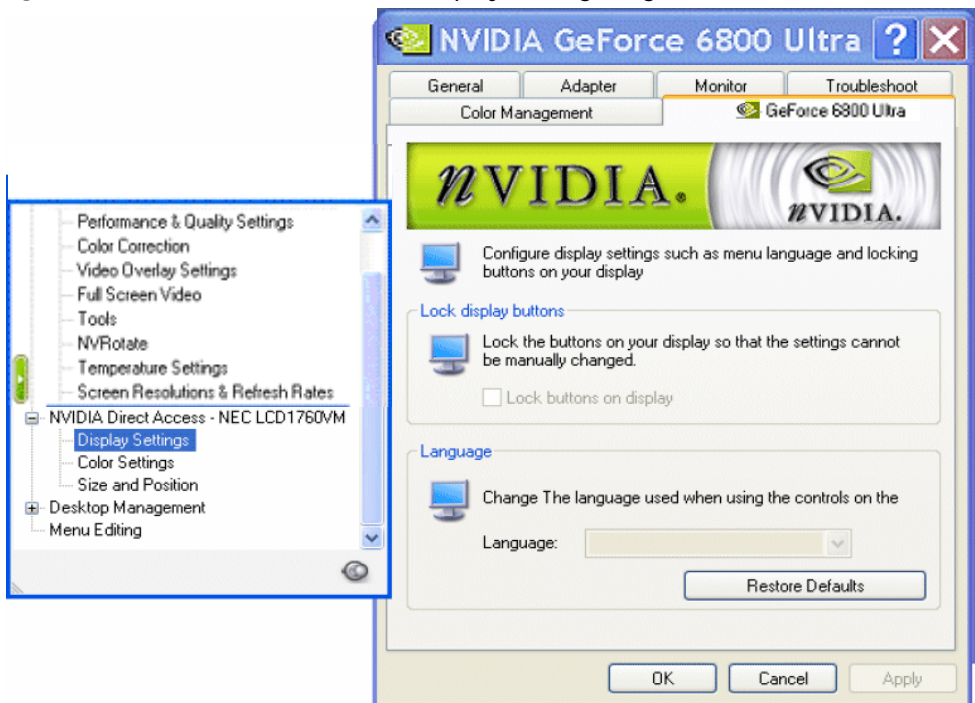 NVIDIA GeForce 6800 Ultra
General
Adapter
Monitor
Troubleshoot
Color Management
GeForce 6800 Ultra
nVIDIA.
nVIDIA.
Configure display settings such as menu language and locking
buttons on your display
Lock display buttons
Lock the buttons on your display so that the settings cannot
be manually changed.
Lock buttons on display
Language
Change The language used when using the controls on the
Language:
Restore Defaults
OK
Cancel
Apply
Performance & Quality Settings
Color Correction
Video Overlay Settings
Full Screen Video
Tools
NVRotate
Temperature Settings
Screen Resolutions & Refresh Rates
NVIDIA Direct Access - NEC LCD1760VM
Display Settings
Color Settings
Size and Position
Desktop Management
Menu Editing